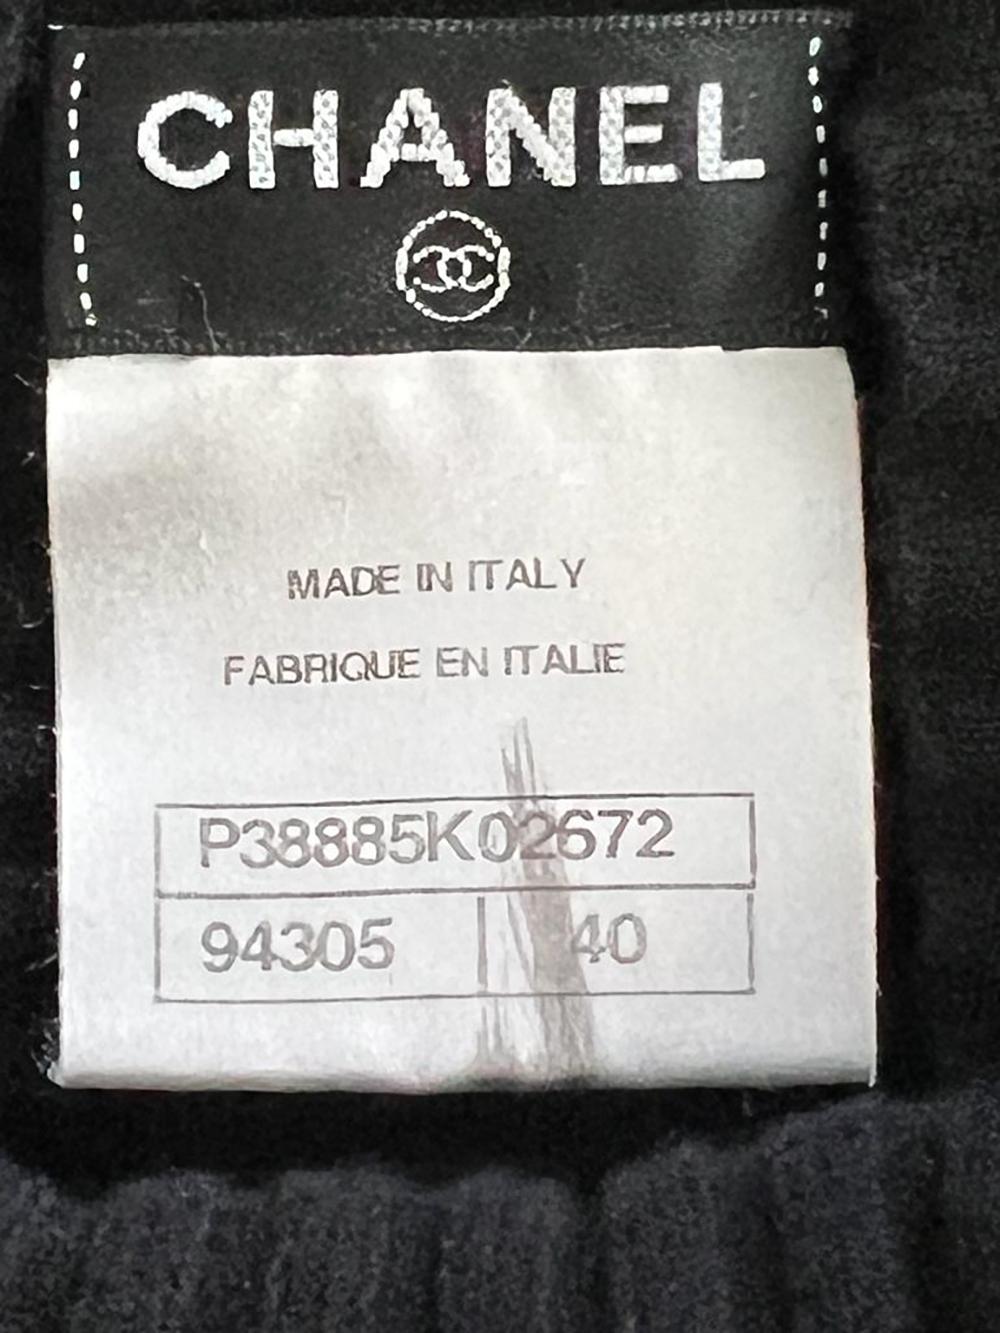 CHANEL
MADE IN ITALY
FABRIQUE EN ITALIE
P38885K02672
94305 40